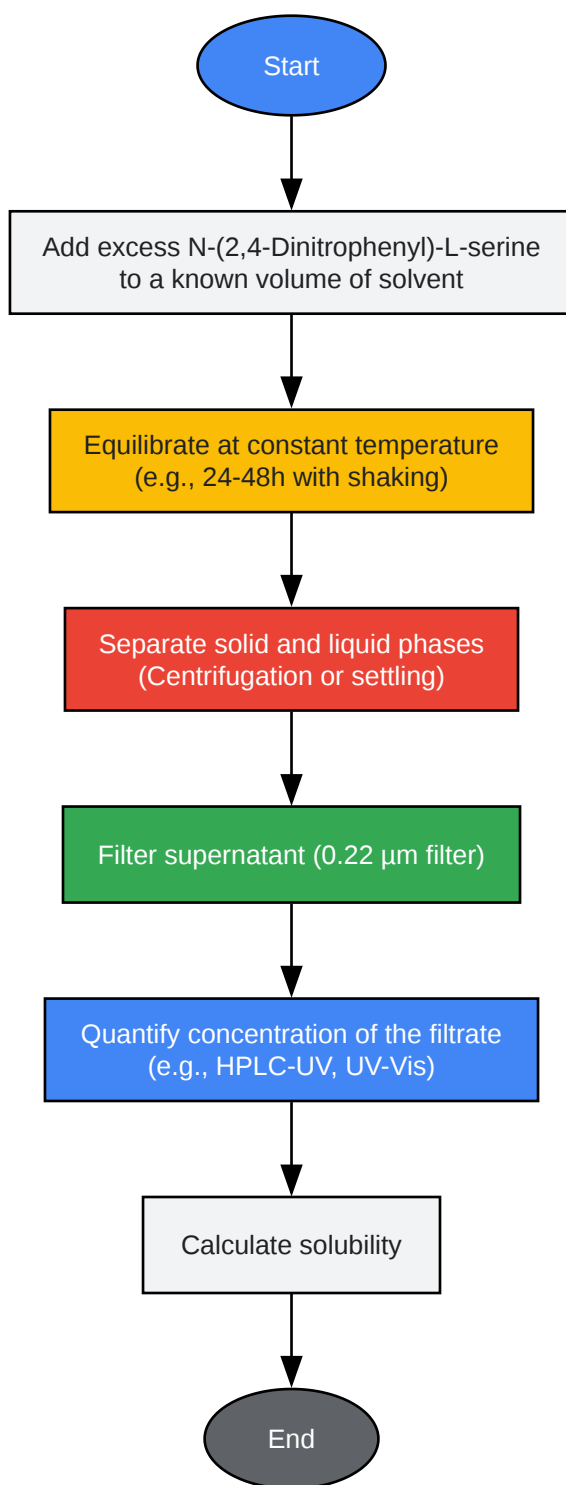 Start
Add excess N-(2,4-Dinitrophenyl)-L-serine
to a known volume of solvent
Equilibrate at constant temperature
(e.g., 24-48h with shaking)
Separate solid and liquid phases
(Centrifugation or settling)
Filter supernatant (0.22 µm filter)
Quantify concentration of the filtrate
(e.g., HPLC-UV, UV-Vis)
Calculate solubility
End